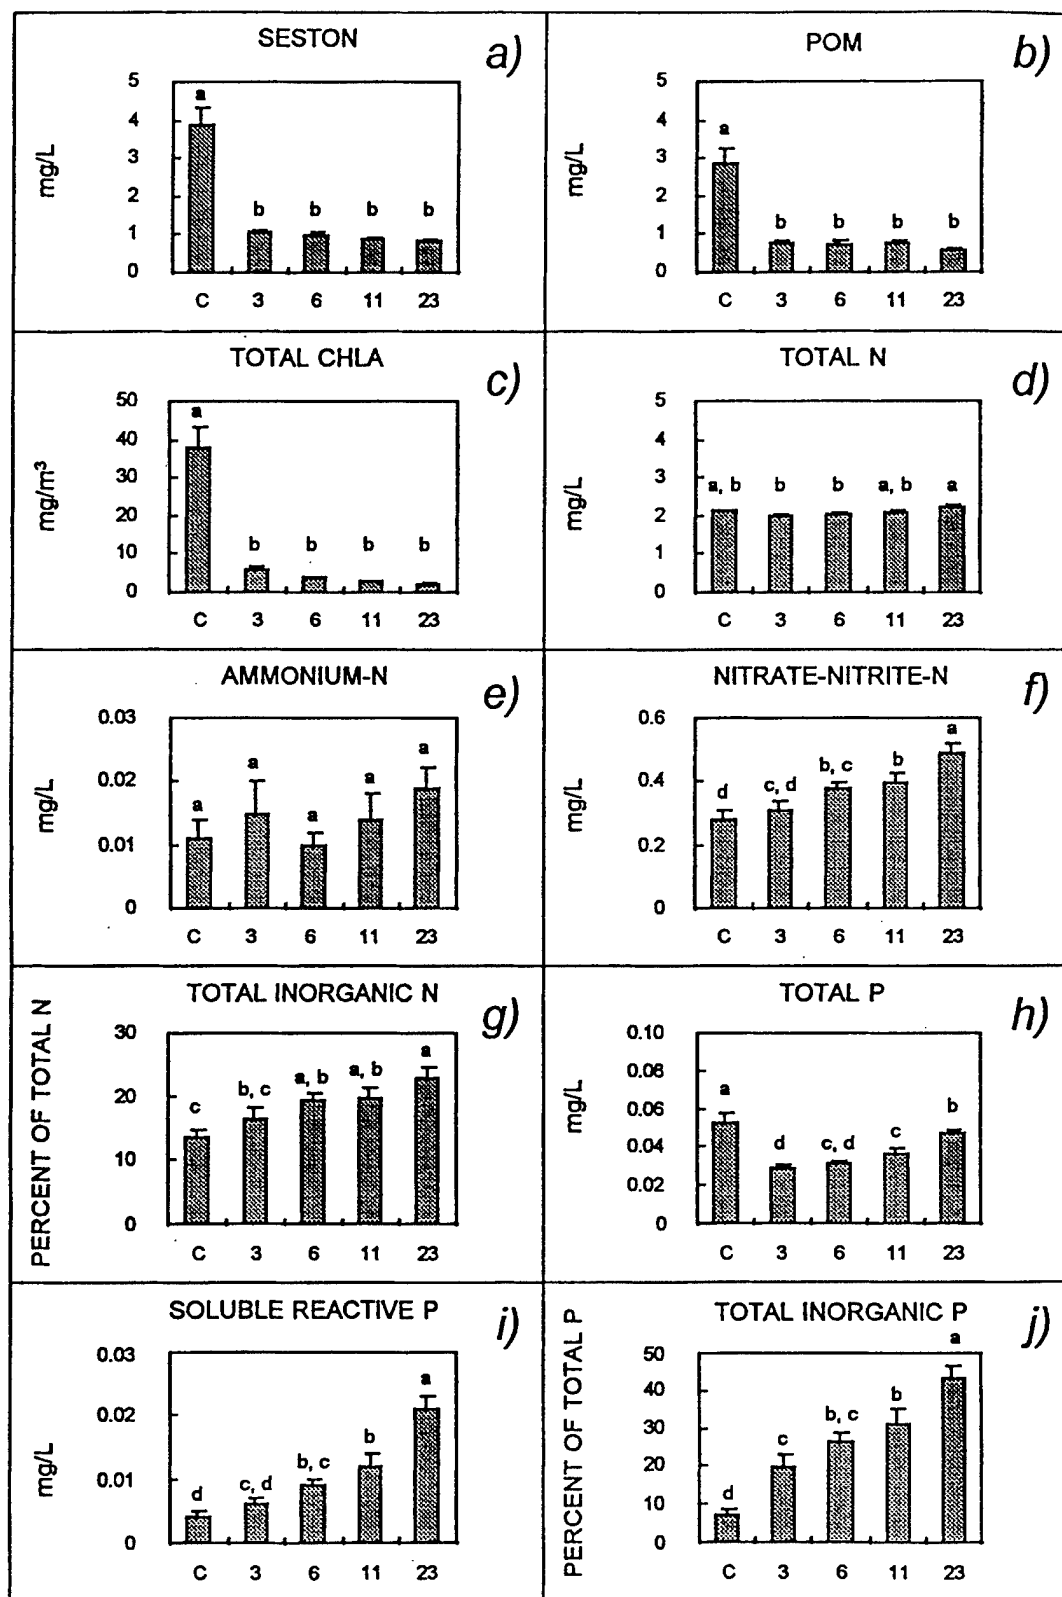 SESTON
a)
mg/L
5
4
3
2
1
0
a
b
b
b
b
C 3 6 11 23
POM
b)
mg/L
5
4
3
2
1
0
a
b
b
b
b
C 3 6 11 23
TOTAL CHLA
c)
mg/m³
50
40
30
20
10
0
a
b
b
b
b
C 3 6 11 23
TOTAL N
d)
mg/L
5
4
3
2
1
0
a, b
b
b
a, b
a
C 3 6 11 23
AMMONIUM-N
e)
mg/L
0.03
0.02
0.01
0
a
a
a
a
a
C 3 6 11 23
NITRATE-NITRITE-N
f)
mg/L
0.6
0.4
0.2
0
d
c, d
b, c
b
a
C 3 6 11 23
TOTAL INORGANIC N
g)
PERCENT OF TOTAL N
30
20
10
0
c
b, c
a, b
a, b
a
C 3 6 11 23
TOTAL P
h)
mg/L
0.10
0.08
0.06
0.04
0.02
0
a
d
c, d
c
b
C 3 6 11 23
SOLUBLE REACTIVE P
i)
mg/L
0.03
0.02
0.01
0
d
c, d
b, c
b
a
C 3 6 11 23
TOTAL INORGANIC P
j)
PERCENT OF TOTAL P
50
40
30
20
10
0
d
c
b, c
b
a
C 3 6 11 23